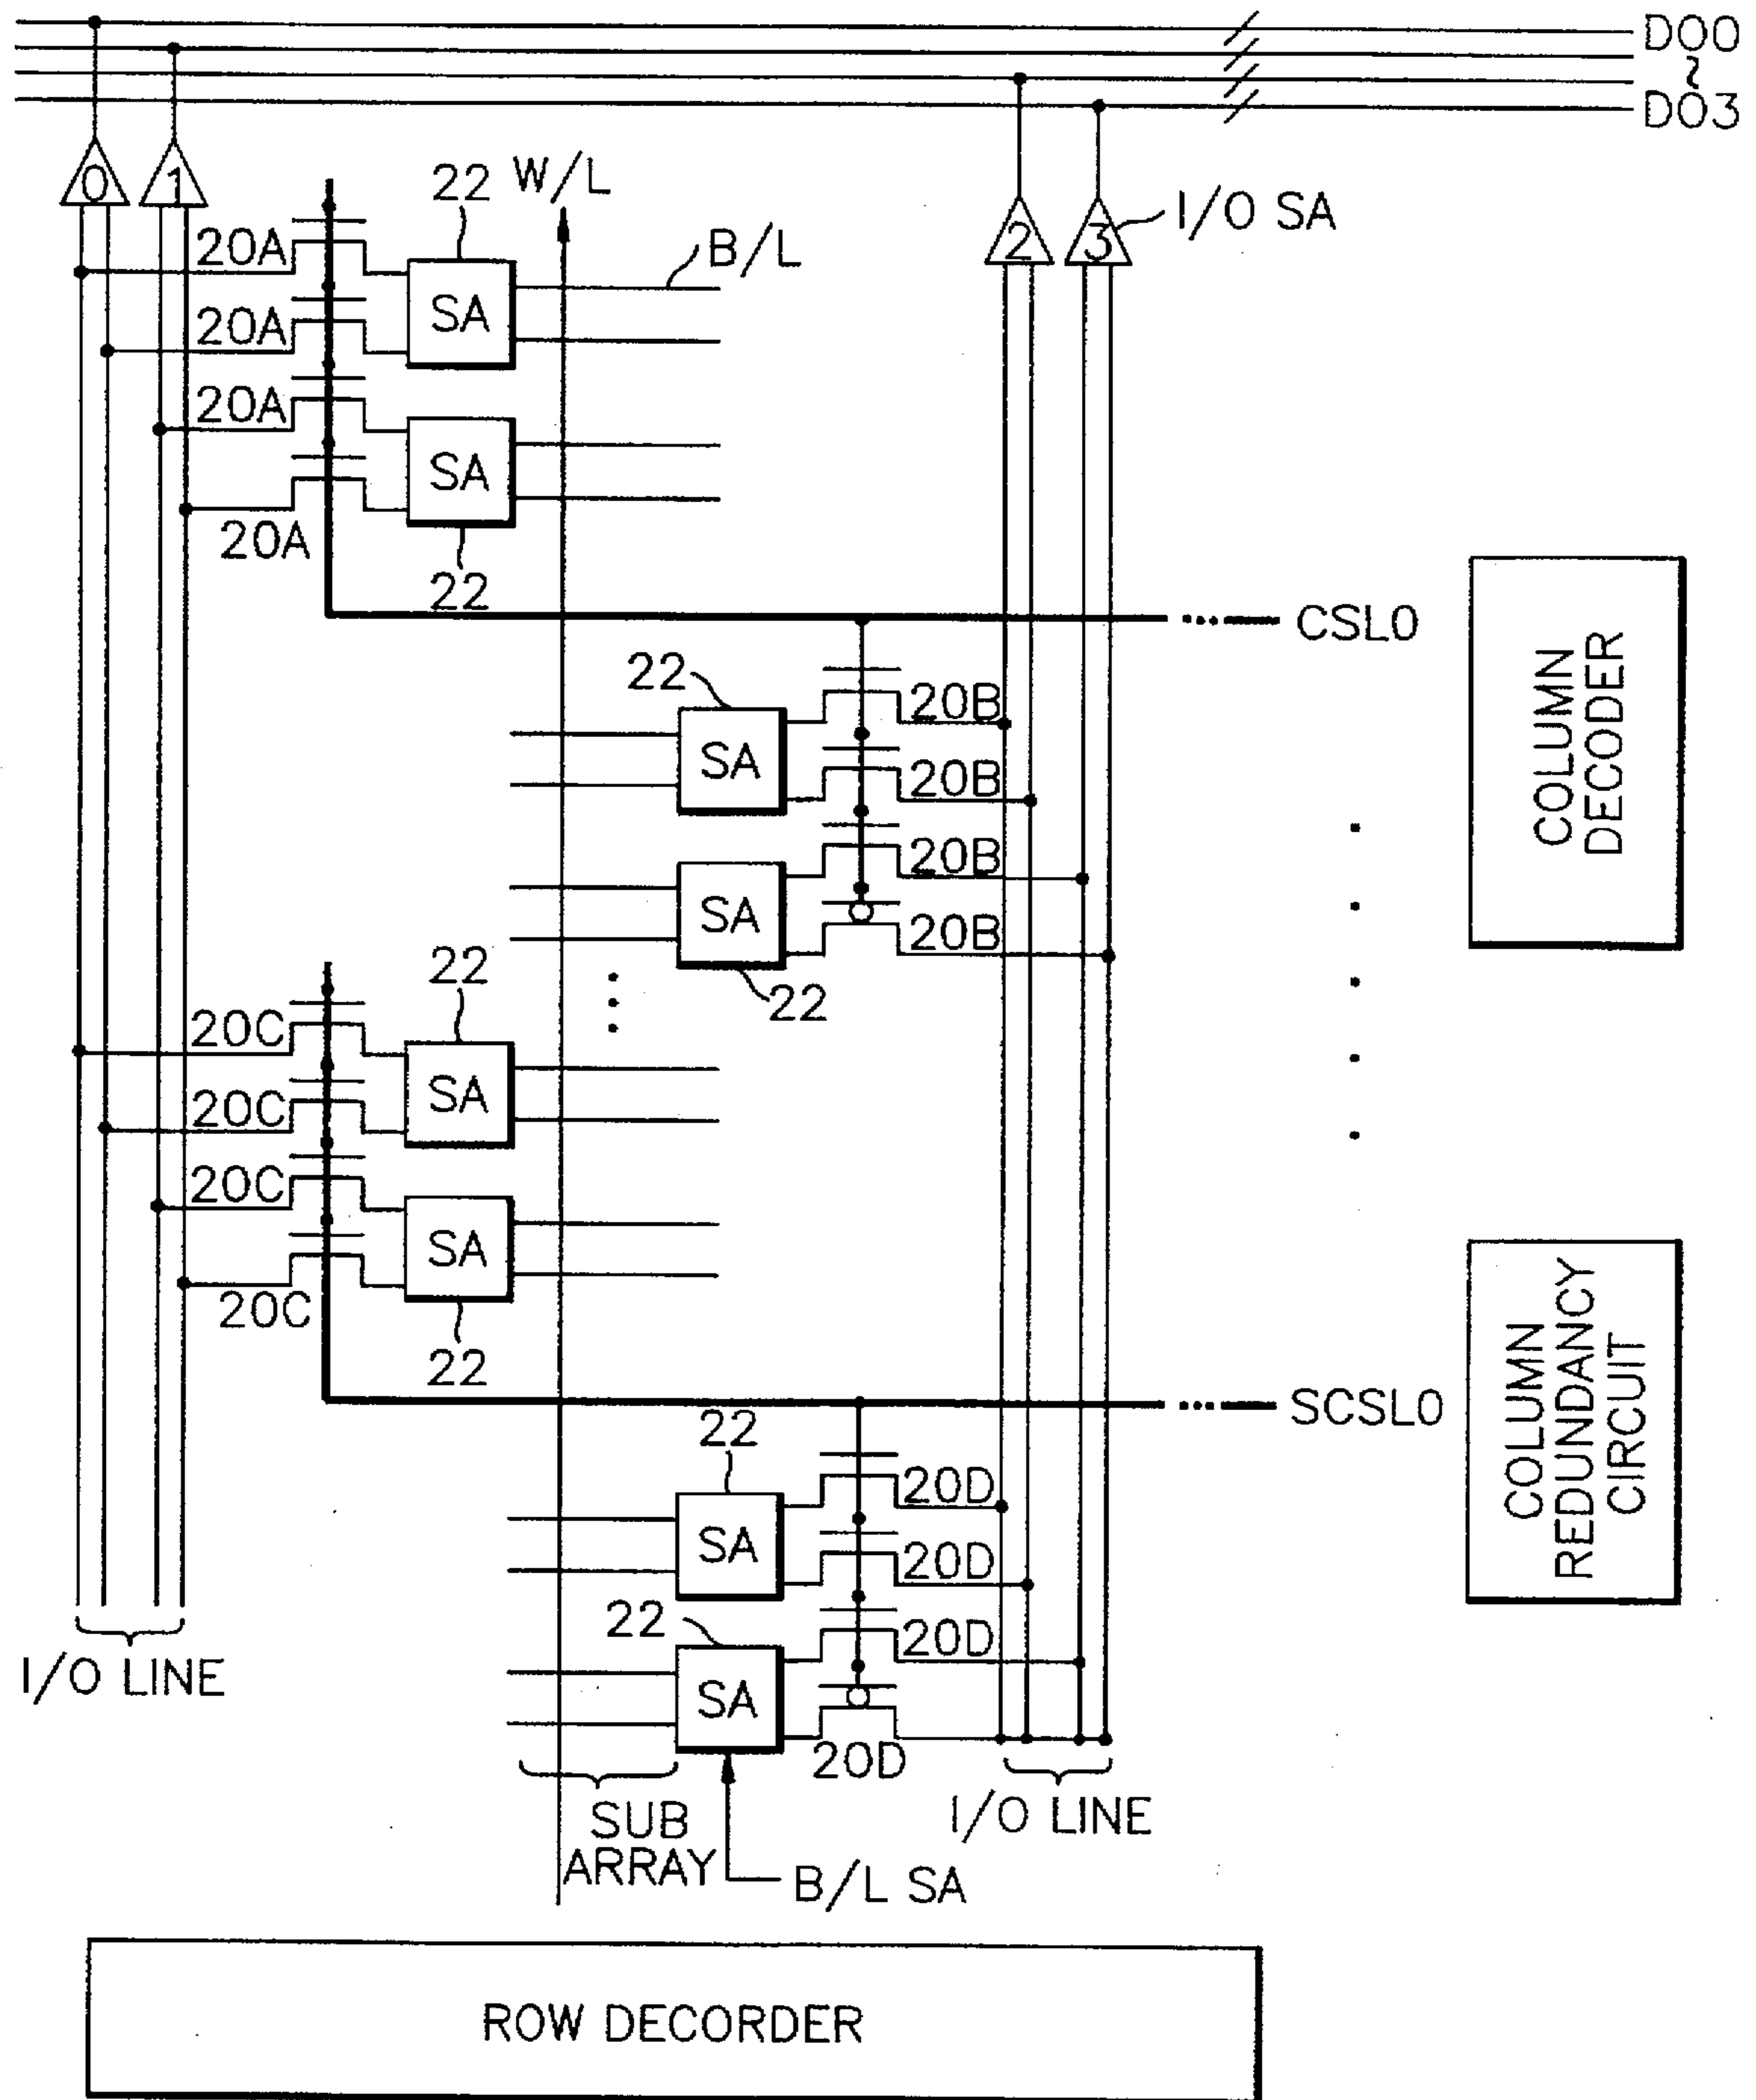 DO0
~
DO3
0
1
22
W/L
I/O SA
2
3
20A
B/L
SA
20A
20A
SA
20A
22
CSL0
COLUMN
DECODER
22
20B
SA
20B
20B
SA
20B
22
22
20C
SA
20C
20C
SA
20C
22
SCSL0
COLUMN
REDUNDANCY
CIRCUIT
22
20D
SA
20D
22
20D
SA
20D
I/O LINE
SUB
ARRAY
I/O LINE
B/L SA
ROW DECORDER